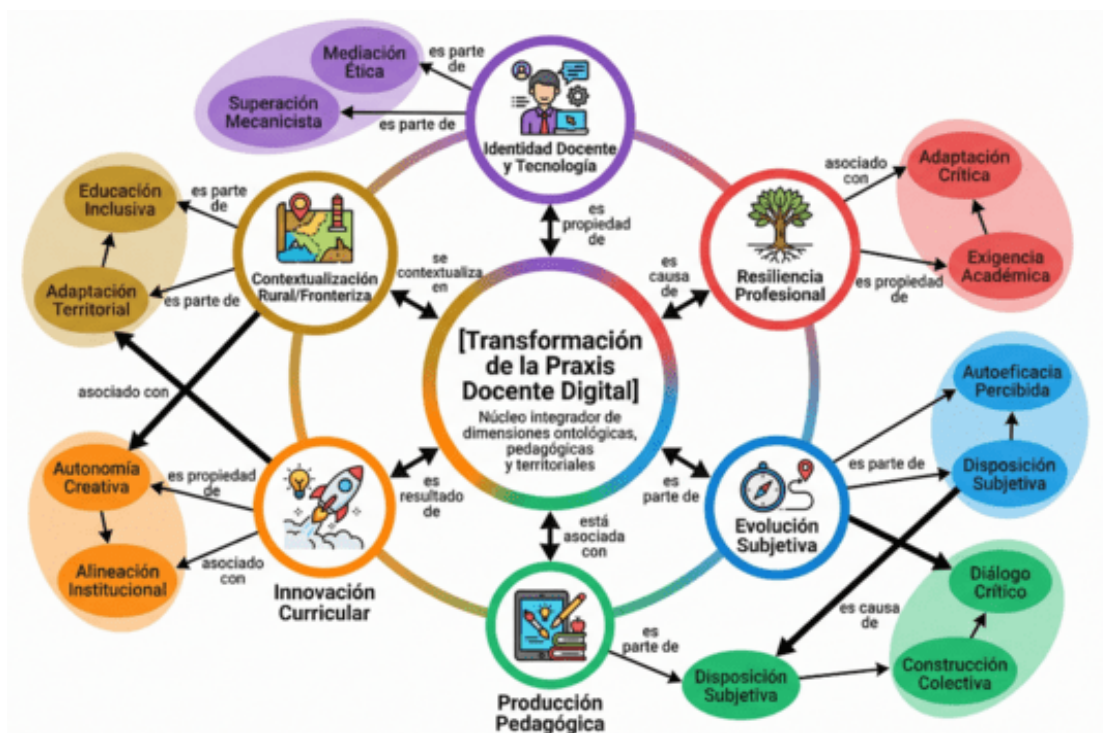 Mediación
Ética
es parte
de
Superación
Mecanicista
es parte de
Identidad Docente
y Tecnología
es
propiedad
de
Educación
Inclusiva
es parte
de
Adaptación
Territorial
es parte de
Contextualización
Rural/Fronteriza
se
contextualiza
en
asociado
con
Adaptación
Crítica
Exigencia
Académica
es propiedad
de
Resiliencia
Profesional
es
causa
de
[Transformación
de la Praxis
Docente Digital]
Núcleo integrador de
dimensiones ontológicas,
pedagógicas
y territoriales
asociado con
Autonomía
Creativa
es propiedad
de
Alineación
Institucional
asociado
con
Innovación
Curricular
es
resultado
de
Autoeficacia
Percibida
es parte de
Disposición
Subjetiva
Evolución
Subjetiva
es
parte de
está
asociada
con
Diálogo
Crítico
es causa
de
Construcción
Colectiva
es
parte de
Disposición
Subjetiva
Producción
Pedagógica